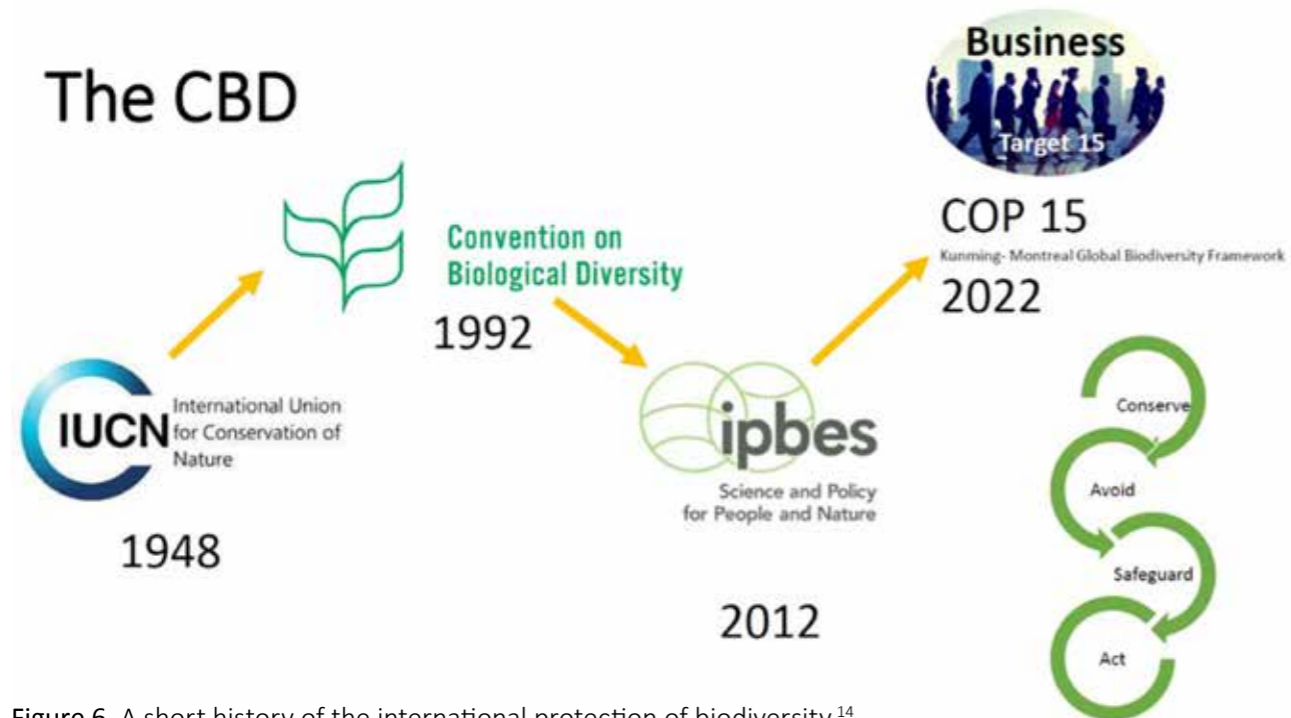 The CBD
Business
Target 15
COP 15
Kunming- Montreal Global Biodiversity Framework
2022
Convention on
Biological Diversity
1992
IUCN
International Union
for Conservation of
Nature
1948
ipbes
Science and Policy
for People and Nature
2012
Conserve
Avoid
Safeguard
Act
Figure 6. A short history of the international protection of biodiversity.14